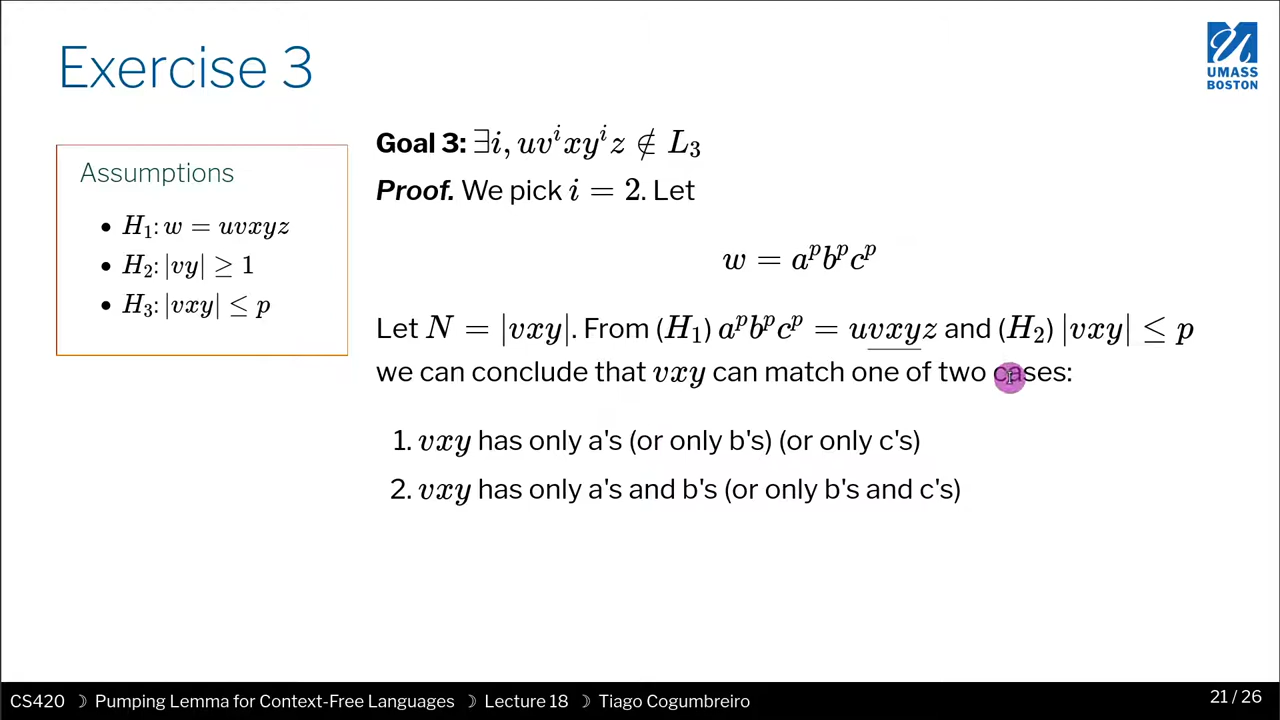 Exercise 3
UMASS
BOSTON
Assumptions
• H₁: w = uvxyz
• H₂: |vy| ≥ 1
• H₃: |vxy| ≤ p
Goal 3: ∃i, uvⁱxyⁱz ∉ L₃
Proof. We pick i = 2. Let
w = aᵖbᵖcᵖ
Let N = |vxy|. From (H₁) aᵖbᵖcᵖ = uvxyz and (H₂) |vxy| ≤ p
we can conclude that vxy can match one of two cases:
1. vxy has only a's (or only b's) (or only c's)
2. vxy has only a's and b's (or only b's and c's)
CS420 ☽ Pumping Lemma for Context-Free Languages ☽ Lecture 18 ☽ Tiago Cogumbreiro
21 / 26